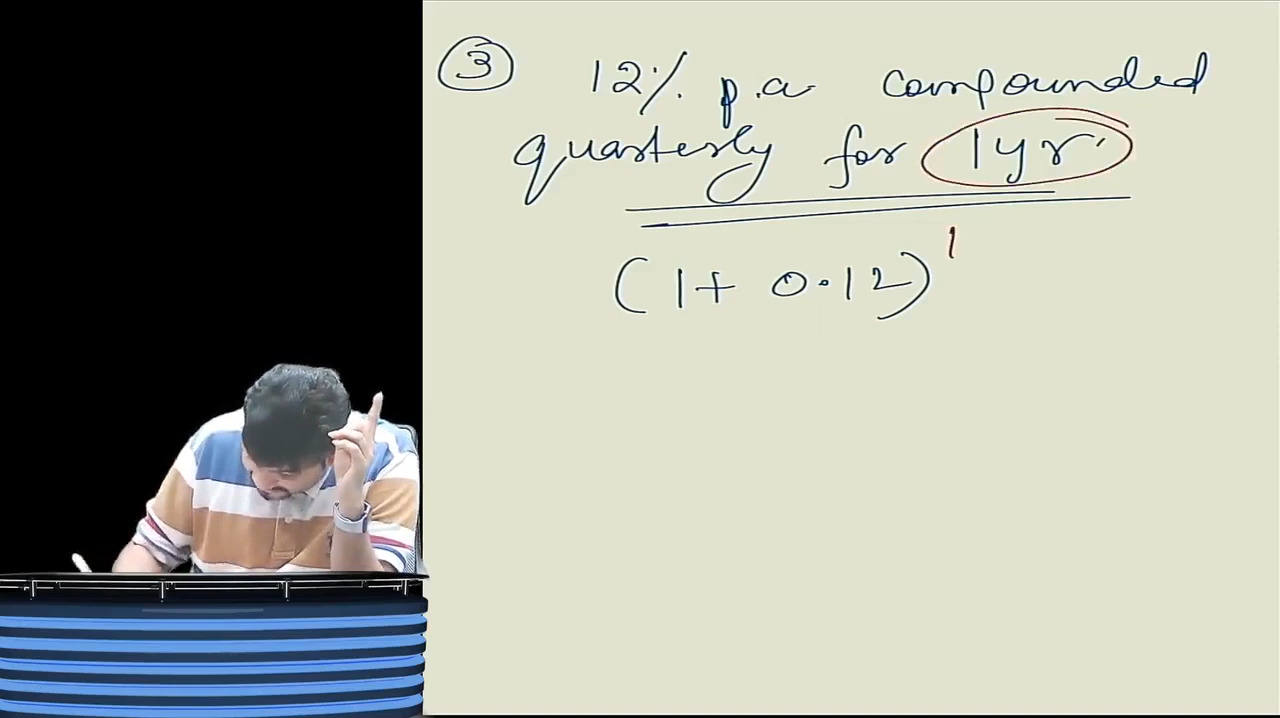 ③ 12% p.a. compounded
quarterly for 1yr.
(1 + 0.12)¹